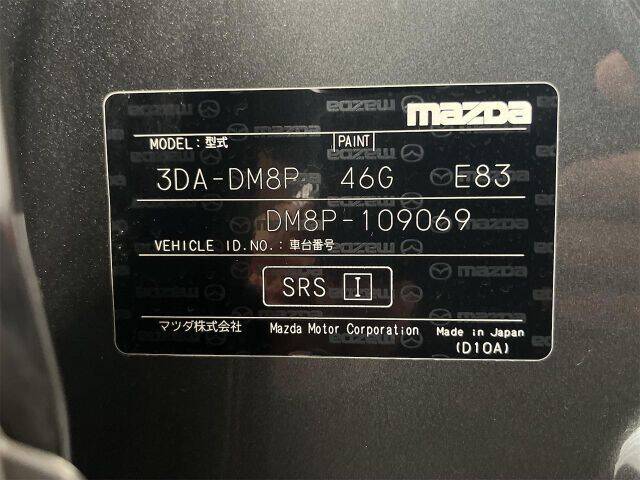 mazda
MODEL:型式 PAINT
3DA-DM8P 46G E83
DM8P-109069
VEHICLE ID.NO.:車台番号
SRS I
マツダ株式会社 Mazda Motor Corporation Made in Japan
(D10A)